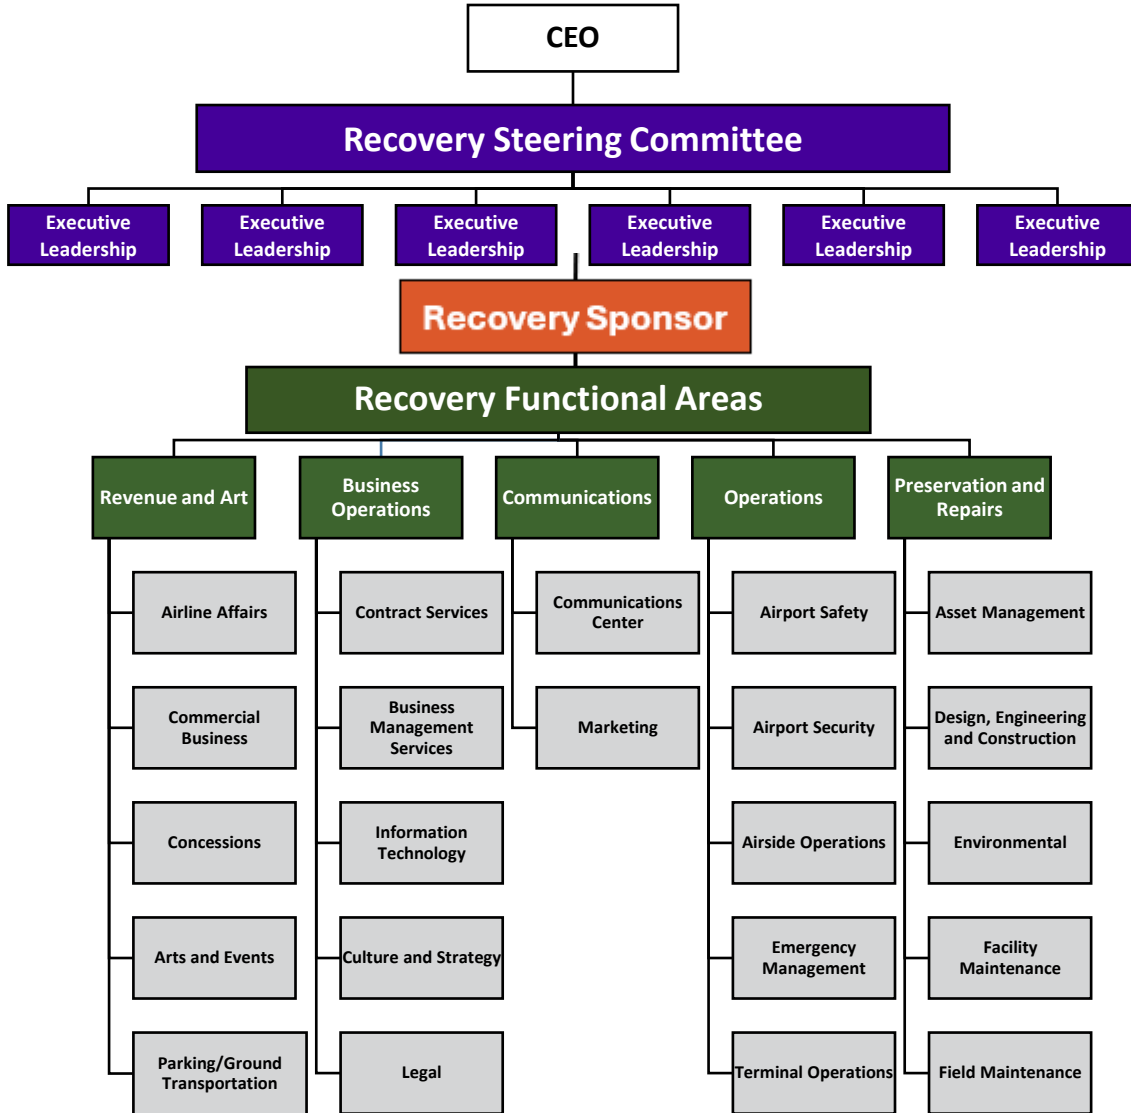 CEO
Recovery Steering Committee
Executive
Leadership
Executive
Leadership
Executive
Leadership
Executive
Leadership
Executive
Leadership
Executive
Leadership
Recovery Sponsor
Recovery Functional Areas
Revenue and Art
Business
Operations
Communications
Operations
Preservation and
Repairs
Airline Affairs
Commercial
Business
Concessions
Arts and Events
Parking/Ground
Transportation
Contract Services
Business
Management
Services
Information
Technology
Culture and Strategy
Legal
Communications
Center
Marketing
Airport Safety
Airport Security
Airside Operations
Emergency
Management
Terminal Operations
Asset Management
Design, Engineering
and Construction
Environmental
Facility
Maintenance
Field Maintenance